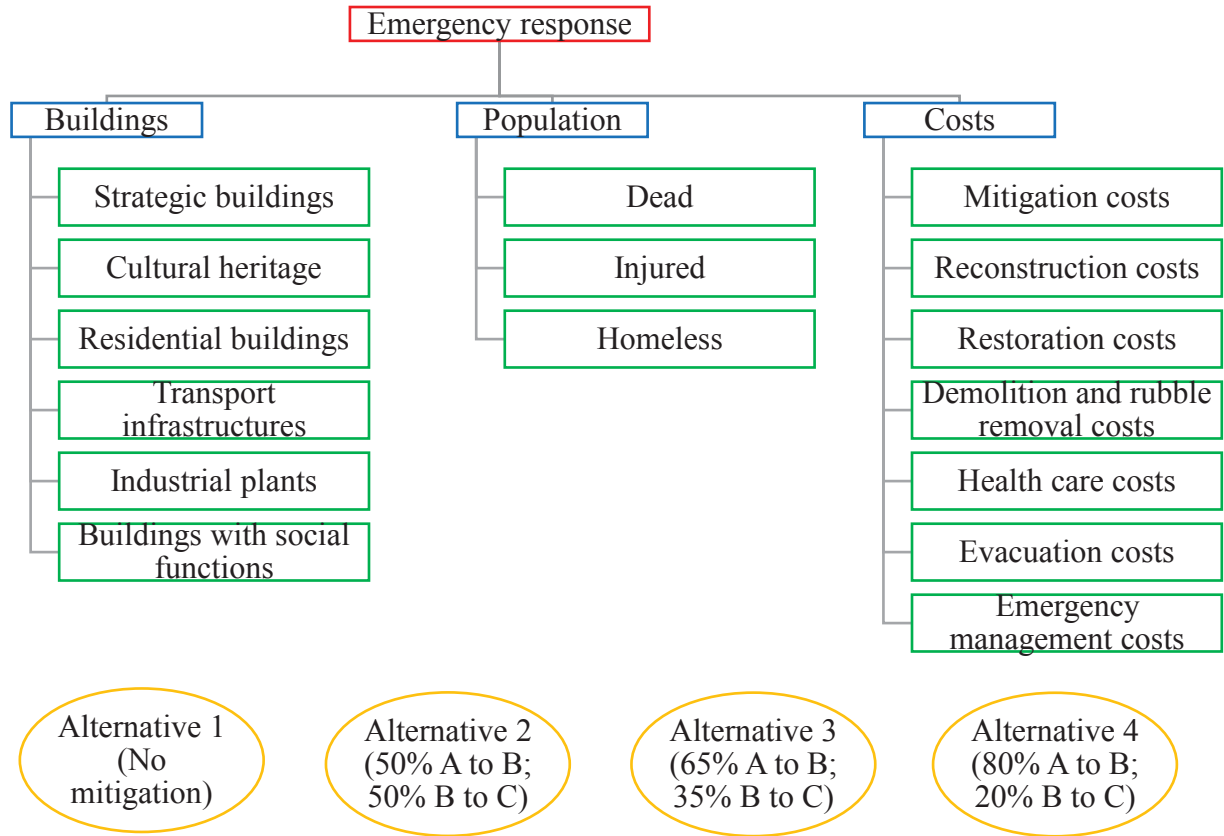 Emergency response
Buildings
Population
Costs
Strategic buildings
Cultural heritage
Residential buildings
Transport
infrastructures
Industrial plants
Buildings with social
functions
Dead
Injured
Homeless
Mitigation costs
Reconstruction costs
Restoration costs
Demolition and rubble
removal costs
Health care costs
Evacuation costs
Emergency
management costs
Alternative 1
(No
mitigation)
Alternative 2
(50% A to B;
50% B to C)
Alternative 3
(65% A to B;
35% B to C)
Alternative 4
(80% A to B;
20% B to C)